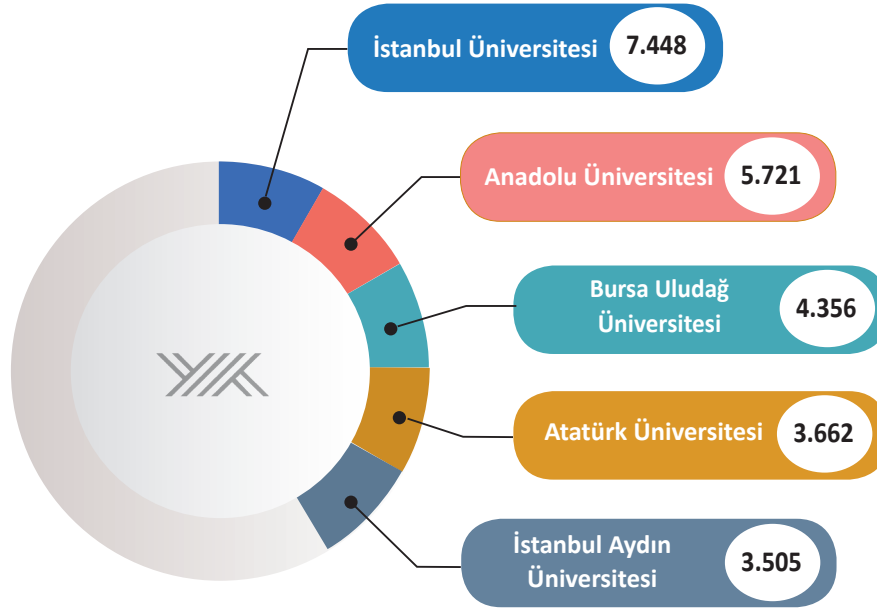 İstanbul Üniversitesi 7.448
Anadolu Üniversitesi 5.721
Bursa Uludağ
Üniversitesi
4.356
Atatürk Üniversitesi 3.662
İstanbul Aydın
Üniversitesi
3.505